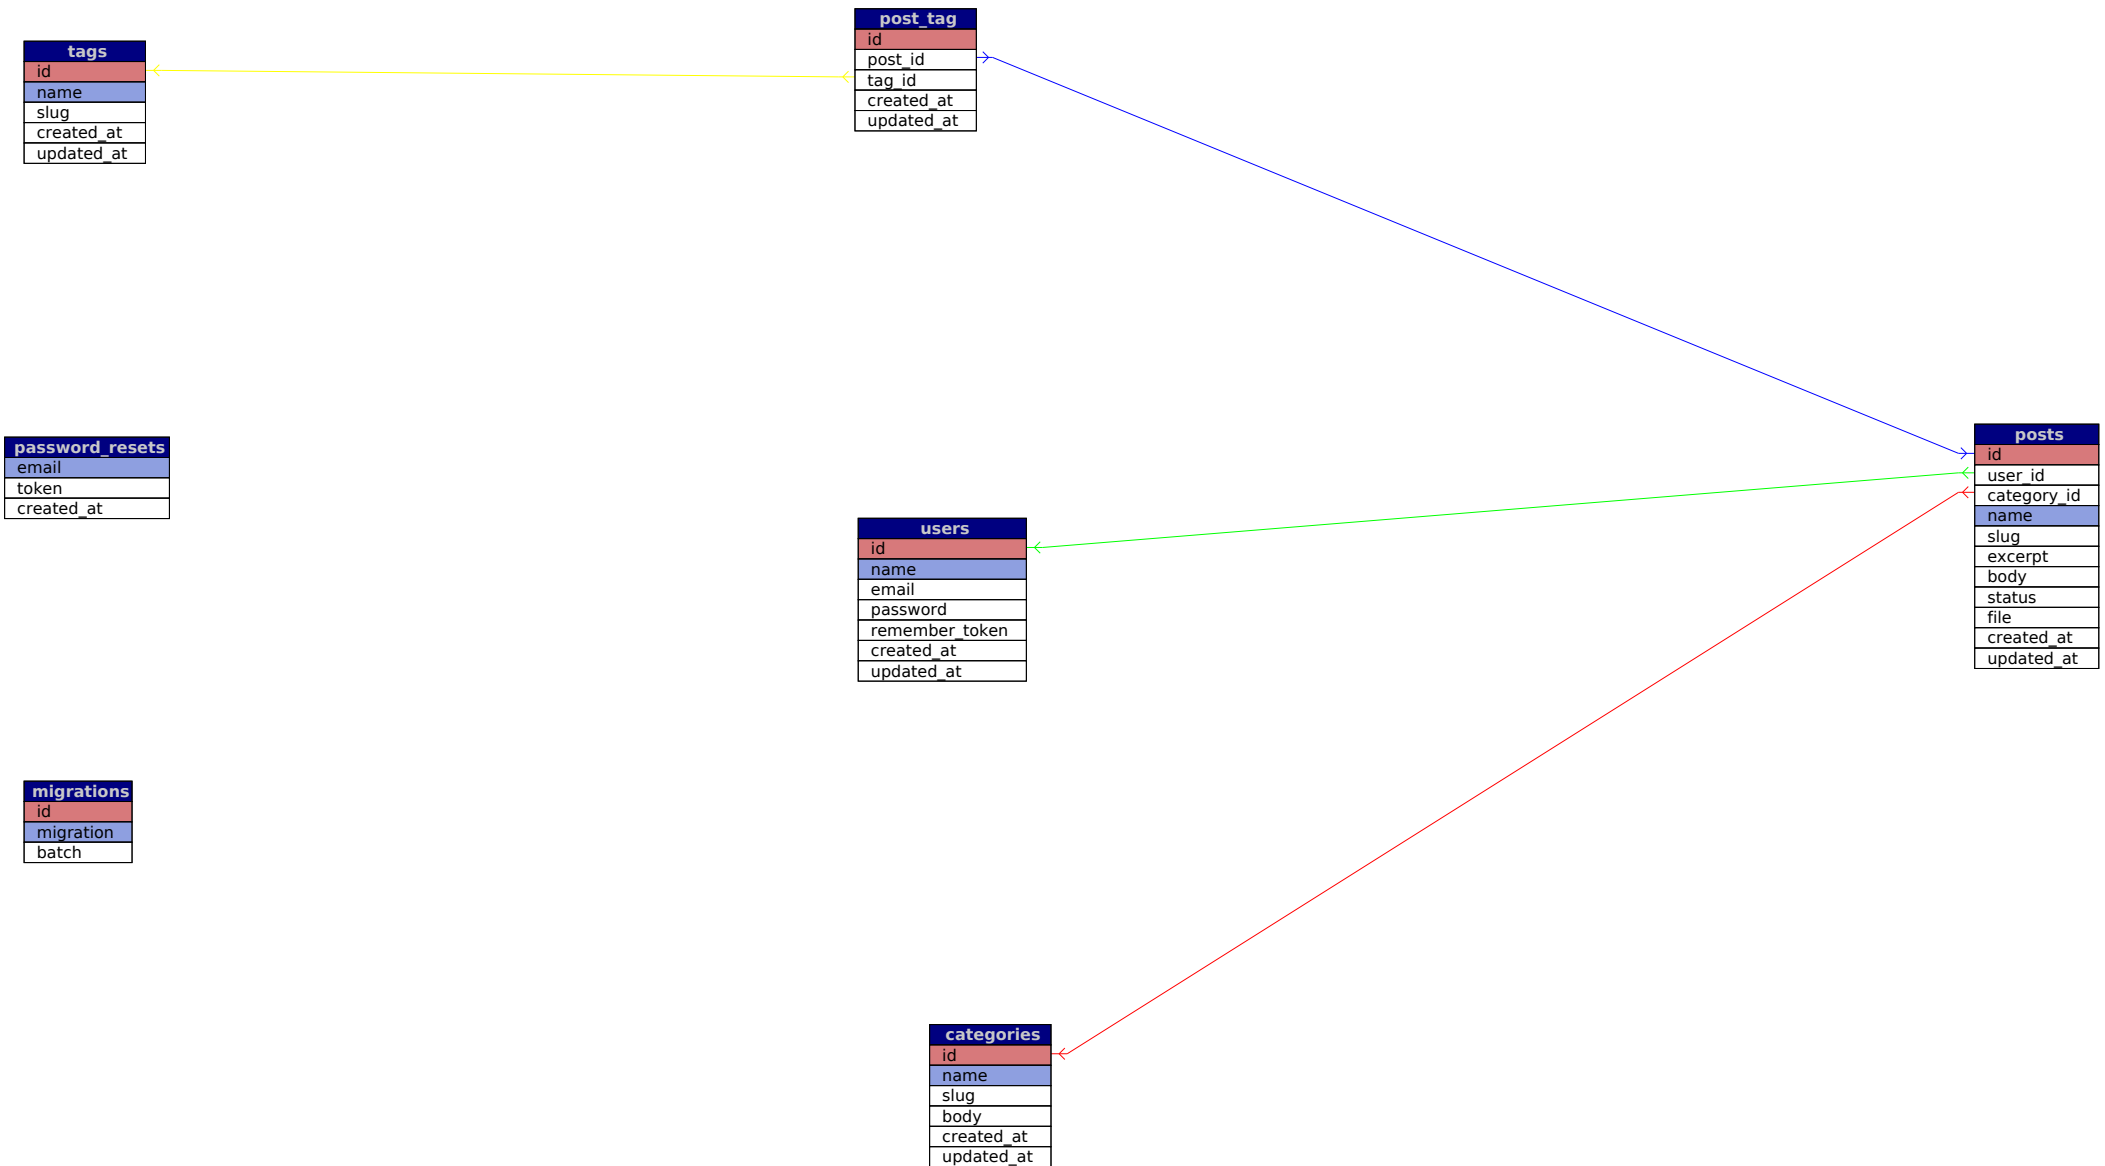 tags
id
name
slug
created_at
updated_at
post_tag
id
post_id
tag_id
created_at
updated_at
password_resets
email
token
created_at
users
id
name
email
password
remember_token
created_at
updated_at
posts
id
user_id
category_id
name
slug
excerpt
body
status
file
created_at
updated_at
migrations
id
migration
batch
categories
id
name
slug
body
created_at
updated_at